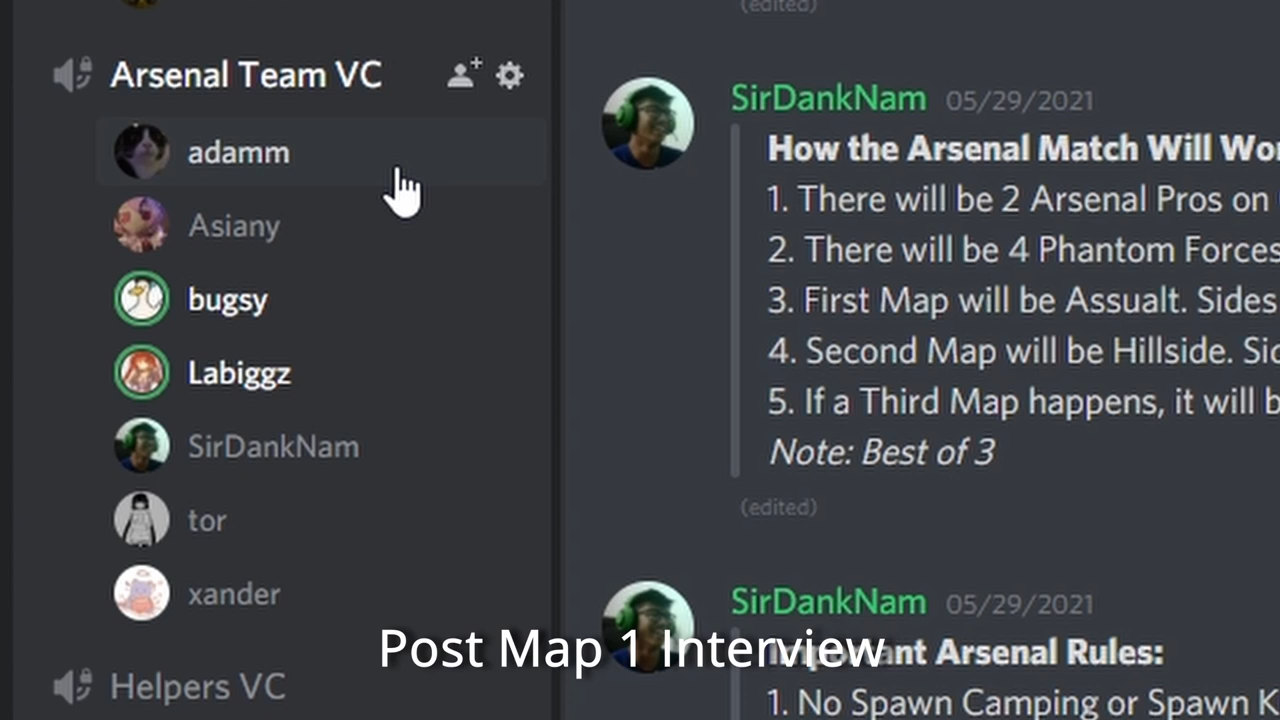 (edited)
Arsenal Team VC
adamm
Asiany
bugsy
Labiggz
SirDankNam
tor
xander
Helpers VC
SirDankNam 05/29/2021
How the Arsenal Match Will
1. There will be 2 Arsenal Pros on
2. There will be 4 Phantom Forces
3. First Map will be Assualt. Sides
4. Second Map will be Hillside.
5. If a Third Map happens, it will
Note: Best of 3
(edited)
SirDankNam 05/29/2021
Arsenal Rules:
1. No Spawn Camping or Spawn
Post Map 1 Interview